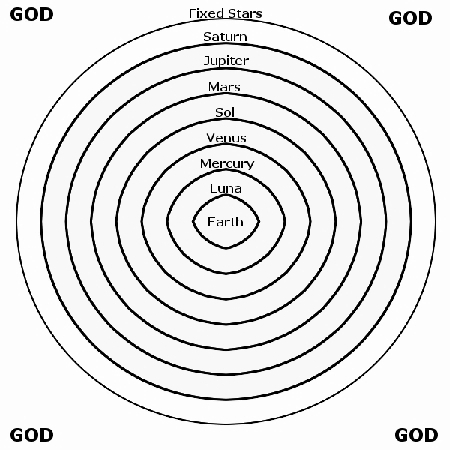 GOD
Fixed Stars
GOD
Saturn
Jupiter
Mars
Sol
Venus
Mercury
Luna
Earth
GOD
GOD